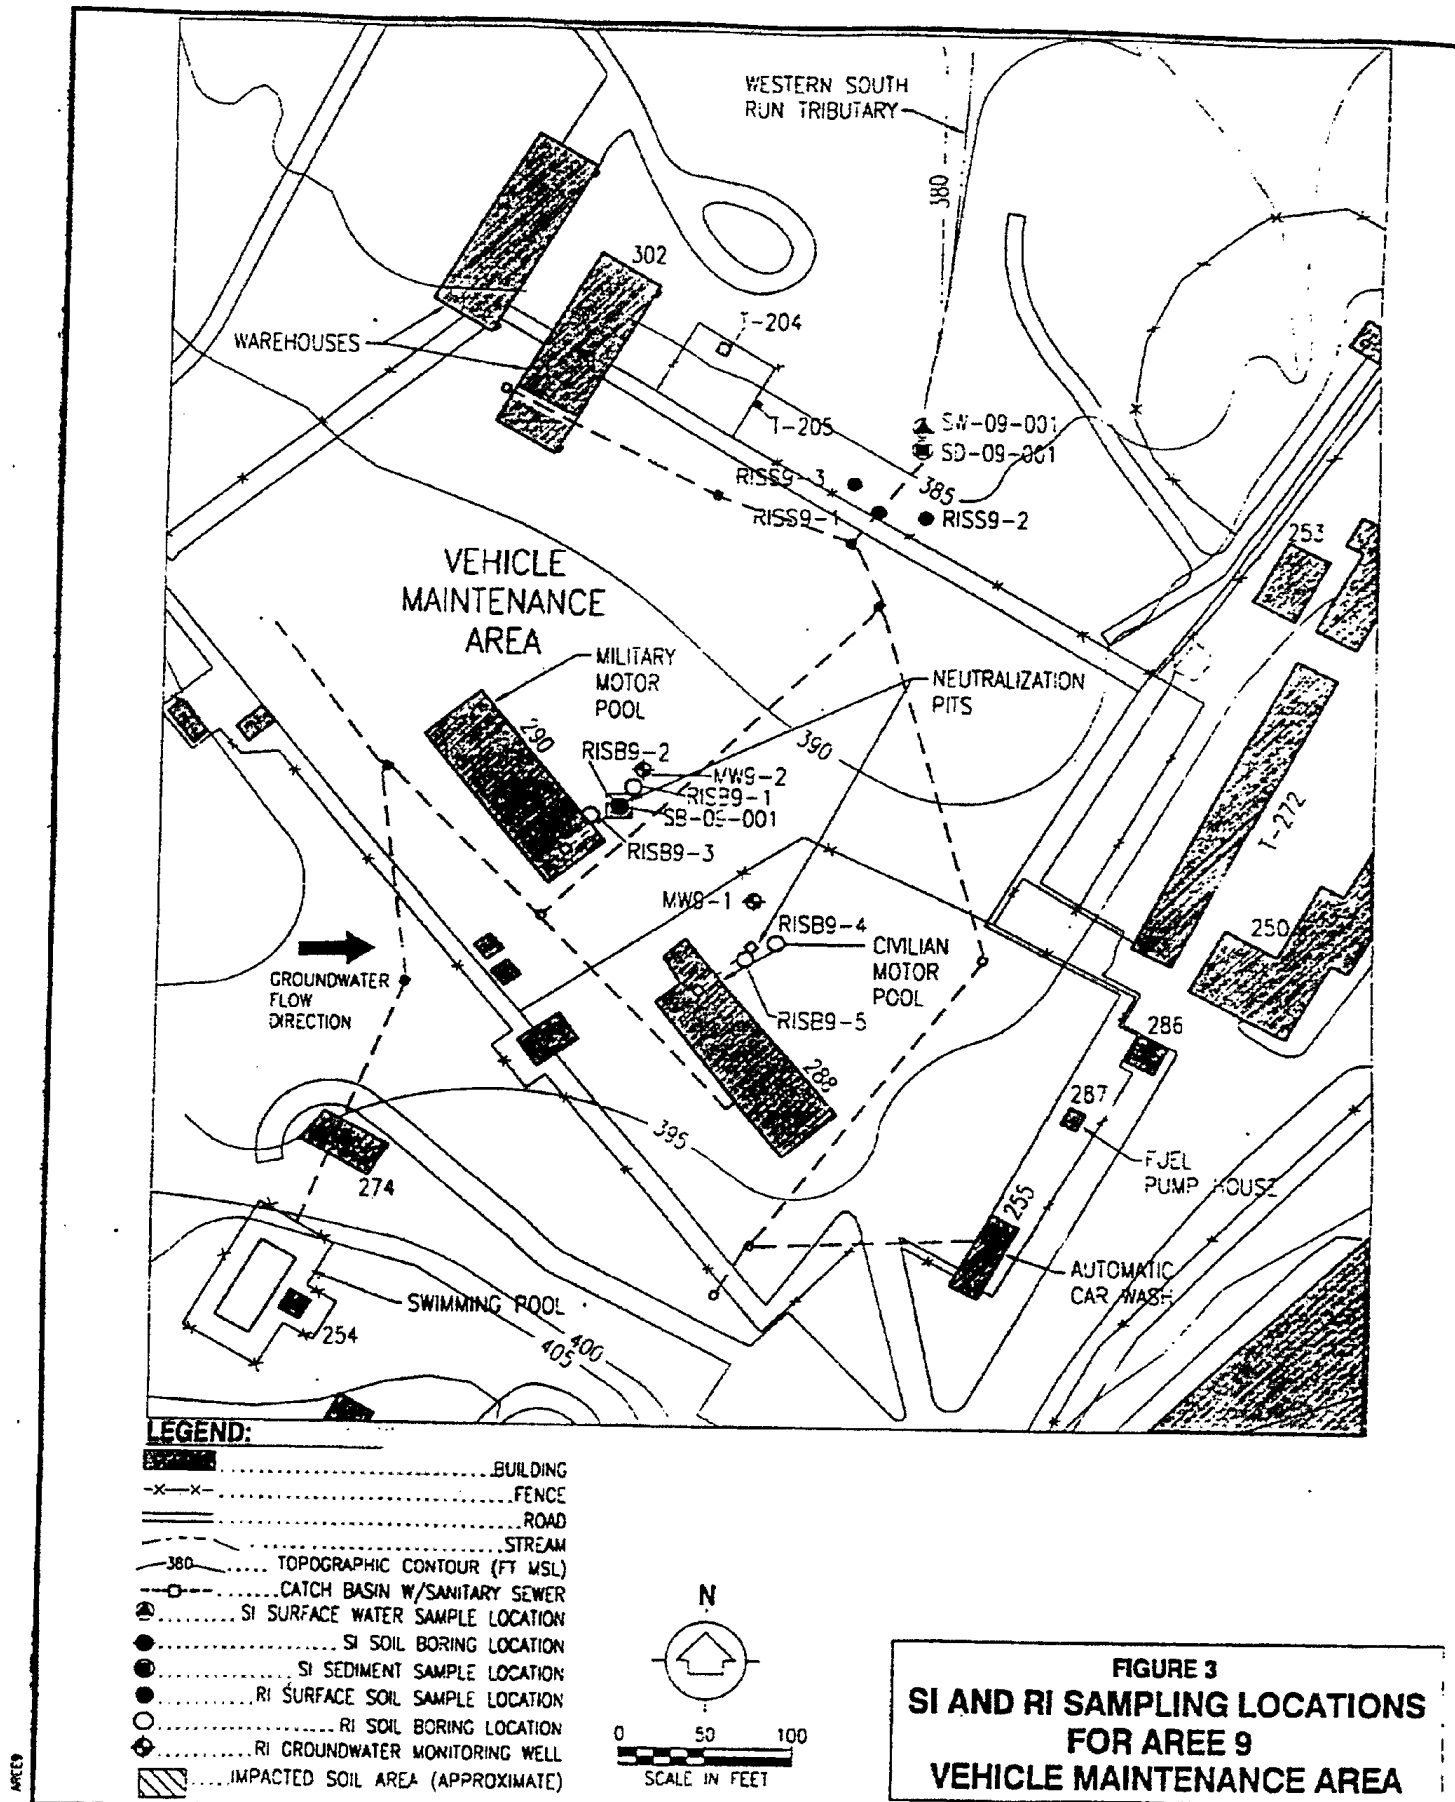 WESTERN SOUTH
RUN TRIBUTARY
380
302
T-204
WAREHOUSES
T-205
SW-09-001
SD-09-001
RISS9-3
385
RISS9-1
RISS9-2
253
VEHICLE
MAINTENANCE
AREA
MILITARY
MOTOR
POOL
NEUTRALIZATION
PITS
290
RISB9-2
390
MW9-2
RISB9-1
SB-09-001
RISB9-3
T-272
MW9-1
RISB9-4
CIVILIAN
MOTOR
POOL
250
GROUNDWATER
FLOW
DIRECTION
RISB9-5
286
288
287
395
FUEL
PUMP HOUSE
274
255
AUTOMATIC
CAR WASH
SWIMMING POOL
254
400
405
LEGEND:
BUILDING
-x—x- FENCE
ROAD
STREAM
380 TOPOGRAPHIC CONTOUR (FT MSL)
CATCH BASIN W/SANITARY SEWER
SI SURFACE WATER SAMPLE LOCATION
SI SOIL BORING LOCATION
SI SEDIMENT SAMPLE LOCATION
RI SURFACE SOIL SAMPLE LOCATION
RI SOIL BORING LOCATION
RI GROUNDWATER MONITORING WELL
IMPACTED SOIL AREA (APPROXIMATE)
N
0 50 100
SCALE IN FEET
FIGURE 3
SI AND RI SAMPLING LOCATIONS
FOR AREE 9
VEHICLE MAINTENANCE AREA
AREE9